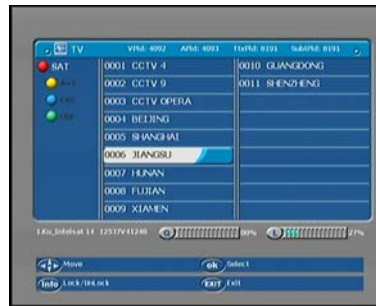 TV VPid: 4092 APid: 4093 TtxPid: 8191 SubtPid: 8191
SAT
0001 CCTV 4
0002 CCTV 9
0003 CCTV OPERA
0004 BEIJING
0005 SHANGHAI
0006 JIANGSU
0007 HUNAN
0008 FUJIAN
0009 XIAMEN
0010 GUANGDONG
0011 SHENZHENG
Q L 27%
Move
ok Select
Info Lock/UnLock
EXIT Exit